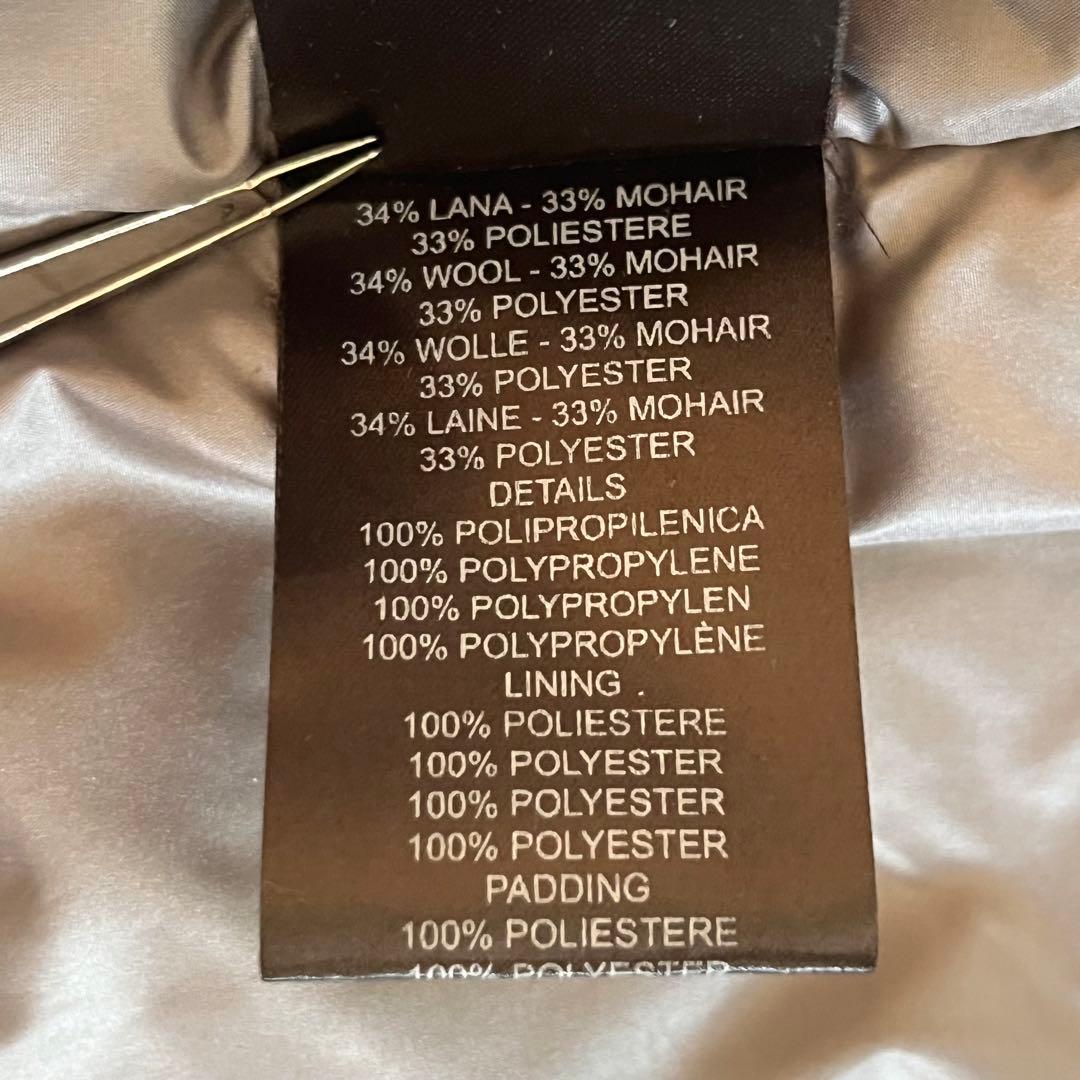 34% LANA - 33% MOHAIR
33% POLIESTERE
34% WOOL - 33% MOHAIR
33% POLYESTER
34% WOLLE - 33% MOHAIR
33% POLYESTER
34% LAINE - 33% MOHAIR
33% POLYESTER
DETAILS
100% POLIPROPILENICA
100% POLYPROPYLENE
100% POLYPROPYLEN
100% POLYPROPYLÈNE
LINING .
100% POLIESTERE
100% POLYESTER
100% POLYESTER
100% POLYESTER
PADDING
100% POLIESTERE
100% POLYESTER